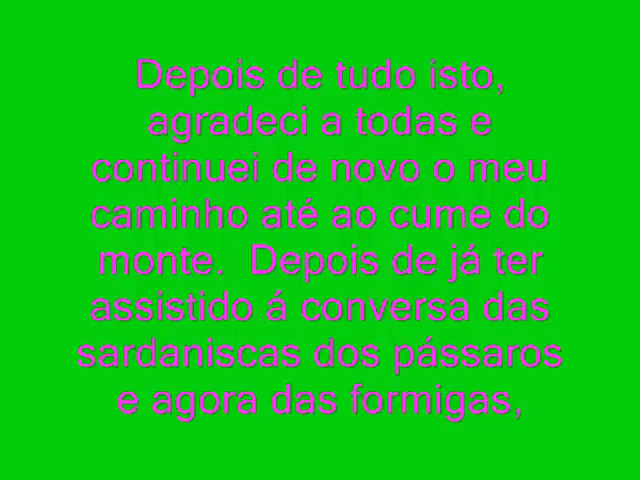 Depois de tudo isto,
agradeci a todas e
continuei de novo o meu
caminho até ao cume do
monte.  Depois de já ter
assistido á conversa das
sardaniscas dos pássaros
e agora das formigas,